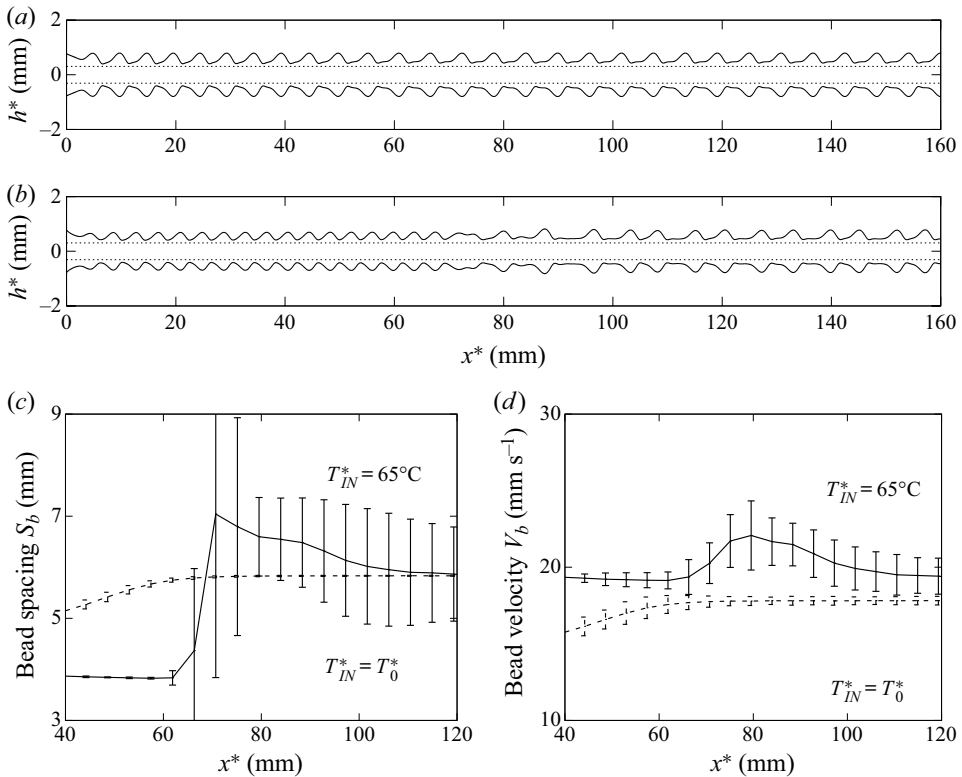 (a)
2
0
–2
h* (mm)
0 20 40 60 80 100 120 140 160
(b)
2
0
–2
h* (mm)
0 20 40 60 80 100 120 140 160
x* (mm)
(c)
9
7
5
3
Bead spacing S_b (mm)
T*_IN = 65°C
T*_IN = T*_0
40 60 80 100 120
x* (mm)
(d)
30
20
10
Bead velocity V_b (mm s⁻¹)
T*_IN = 65°C
T*_IN = T*_0
40 60 80 100 120
x* (mm)